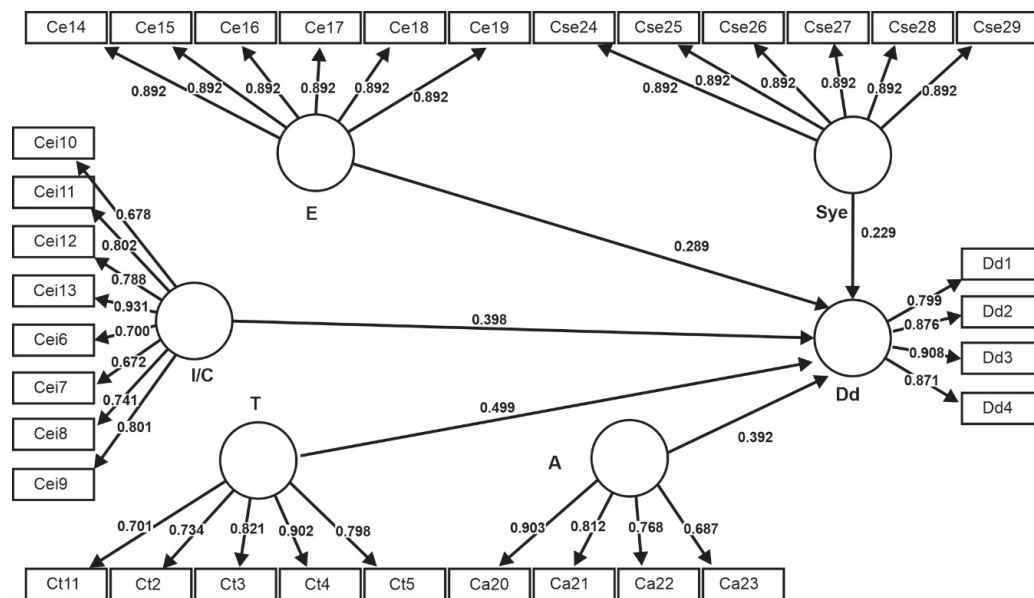 Ce14 Ce15 Ce16 Ce17 Ce18 Ce19 Cse24 Cse25 Cse26 Cse27 Cse28 Cse29
0.892 0.892 0.892 0.892 0.892 0.892 0.892 0.892 0.892 0.892 0.892 0.892
Cei10
Cei11
Cei12
Cei13
Cei6
Cei7
Cei8
Cei9
0.678
0.802
0.788
0.931
0.700
0.672
0.741
0.801
E
Sye
I/C
T
A
Dd
0.289
0.229
0.398
0.499
0.392
Dd1
Dd2
Dd3
Dd4
0.799
0.876
0.908
0.871
0.701 0.734 0.821 0.902 0.798 0.903 0.812 0.768 0.687
Ct11 Ct2 Ct3 Ct4 Ct5 Ca20 Ca21 Ca22 Ca23